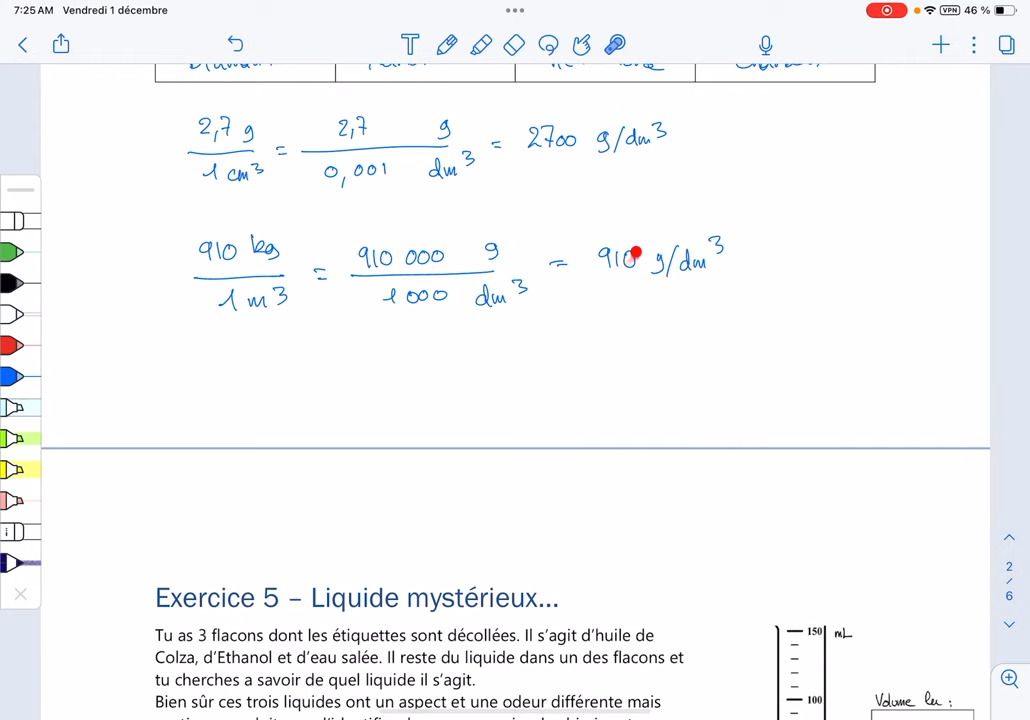 7:25 AM Vendredi 1 décembre
VPN 46 %
2,7 g / 1 cm³ = 2,7 g / 0,001 dm³ = 2700 g/dm³
910 kg / 1 m³ = 910 000 g / 1 000 dm³ = 910 g/dm³
2
/
6
Exercice 5 – Liquide mystérieux...
Tu as 3 flacons dont les étiquettes sont décollées. Il s'agit d'huile de
Colza, d'Ethanol et d'eau salée. Il reste du liquide dans un des flacons et
tu cherches a savoir de quel liquide il s'agit.
Bien sûr ces trois liquides ont un aspect et une odeur différente mais
150 mL
100
Volume lu :